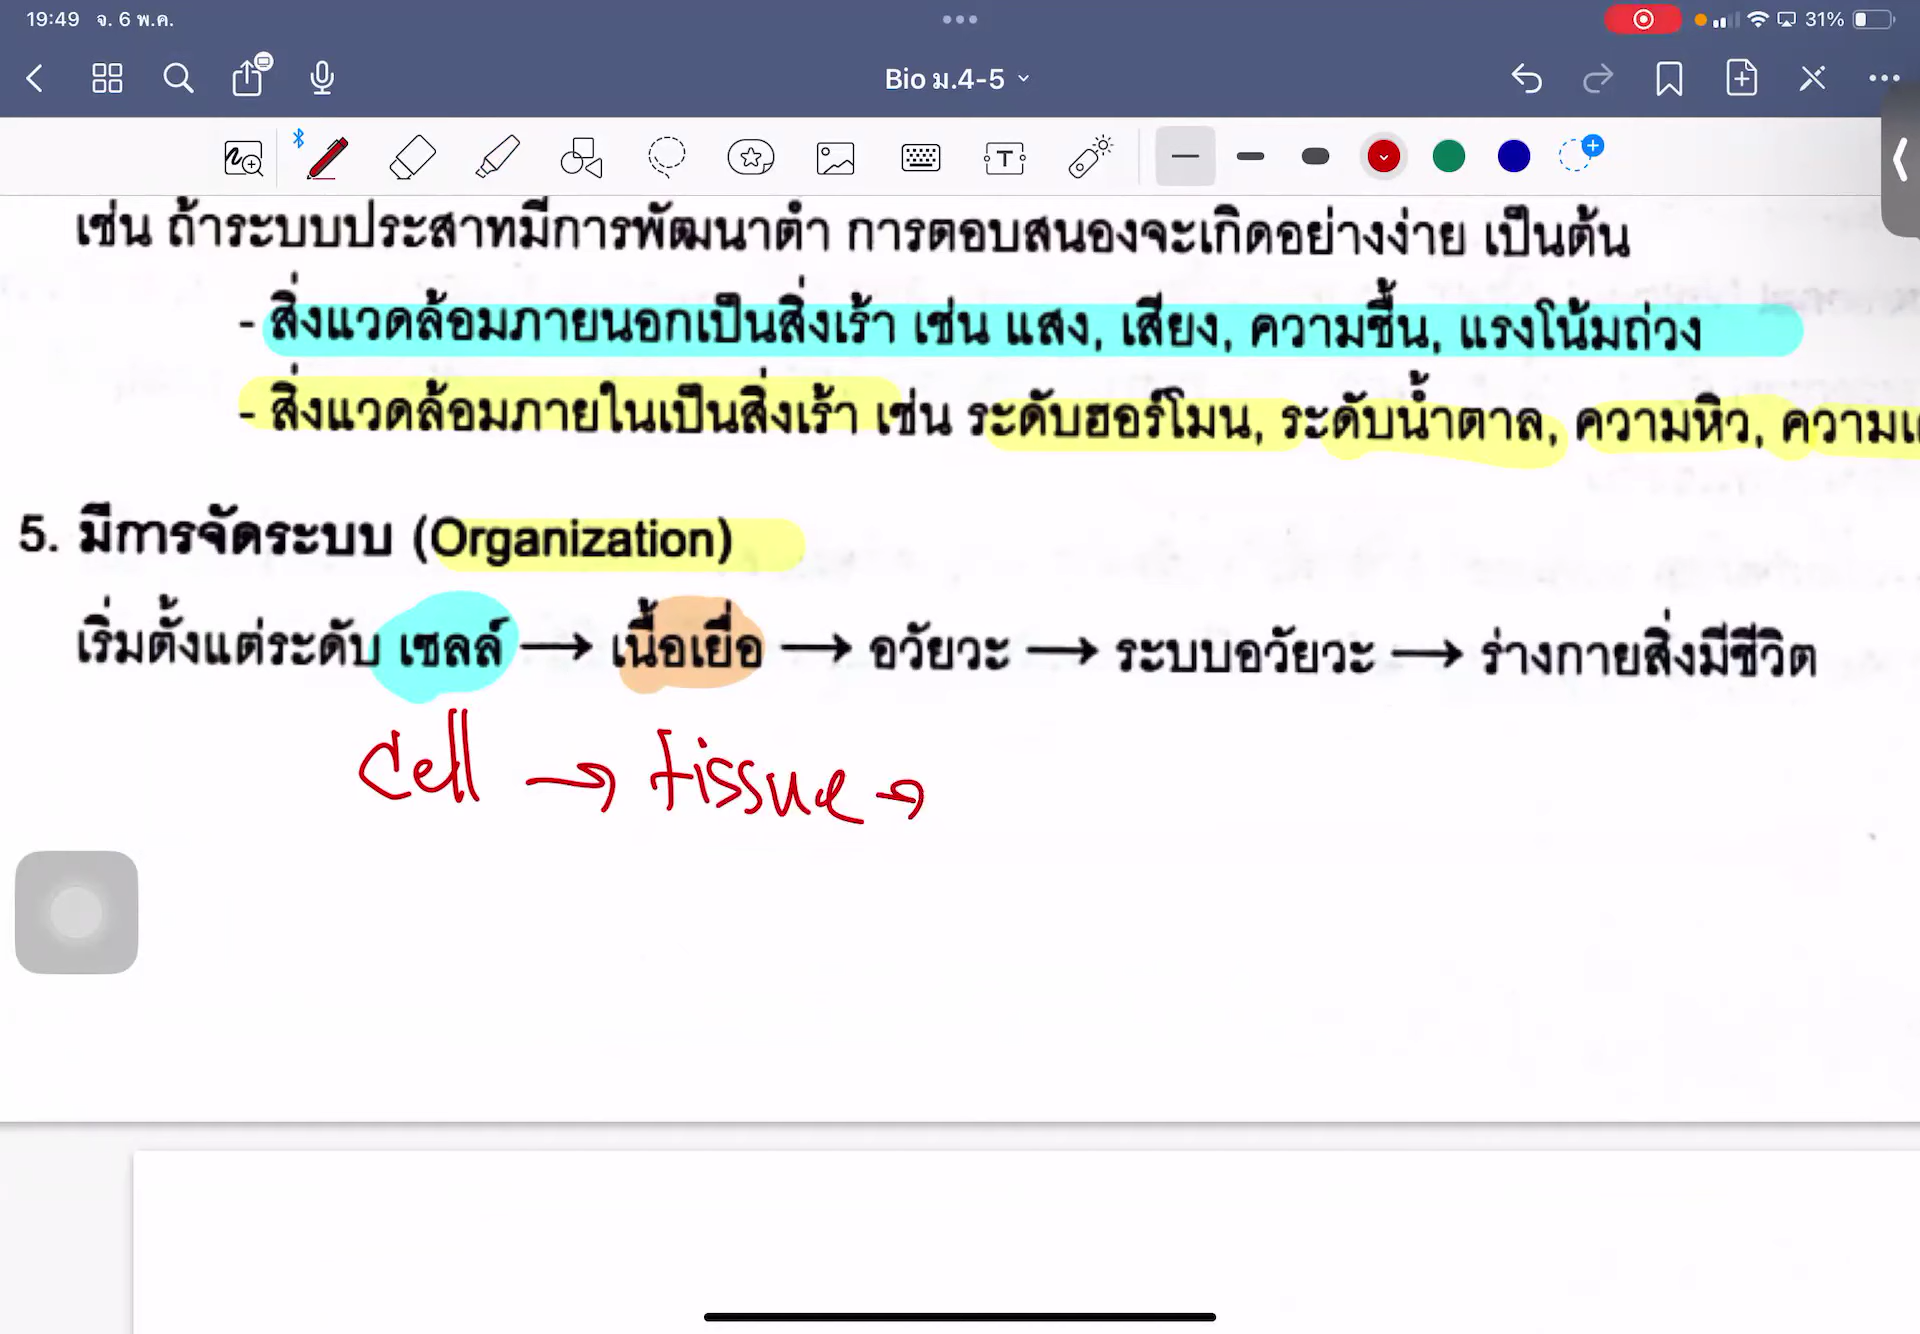 19:49 จ. 6 พ.ค. 31%
Bio ม.4-5
T
เช่น ถ้าระบบประสาทมีการพัฒนาต่ำ การตอบสนองจะเกิดอย่างง่าย เป็นต้น
- สิ่งแวดล้อมภายนอกเป็นสิ่งเร้า เช่น แสง, เสียง, ความชื้น, แรงโน้มถ่วง
- สิ่งแวดล้อมภายในเป็นสิ่งเร้า เช่น ระดับฮอร์โมน, ระดับน้ำตาล, ความหิว,
5. มีการจัดระบบ (Organization)
เริ่มตั้งแต่ระดับ เซลล์ → เนื้อเยื่อ → อวัยวะ → ระบบอวัยวะ → ร่างกายสิ่งมีชีวิต
cell → tissue →